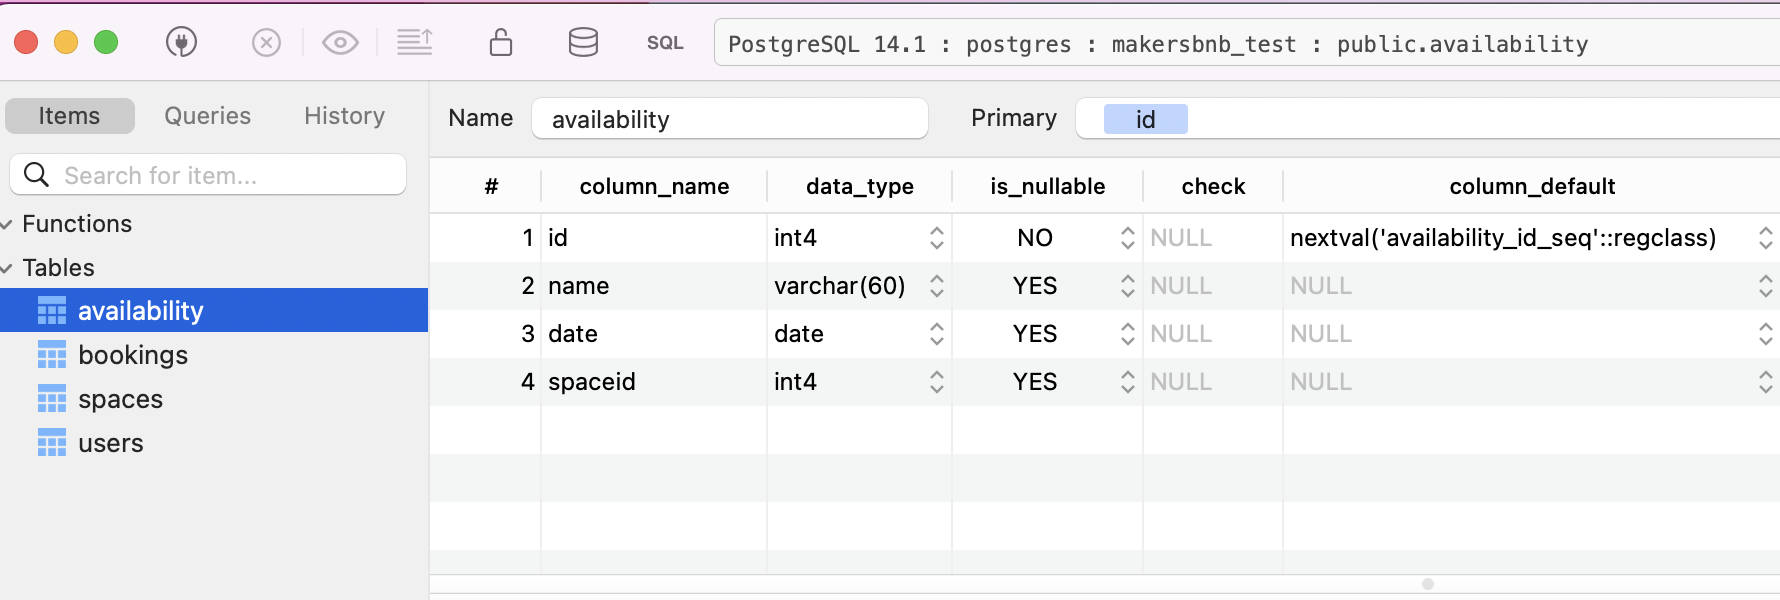 SQL PostgreSQL 14.1 : postgres : makersbnb_test : public.availability
Items Queries History
Search for item...
Functions
Tables
availability
bookings
spaces
users
Name availability Primary id
# column_name data_type is_nullable check column_default
1 id int4 NO NULL nextval('availability_id_seq'::regclass)
2 name varchar(60) YES NULL NULL
3 date date YES NULL NULL
4 spaceid int4 YES NULL NULL